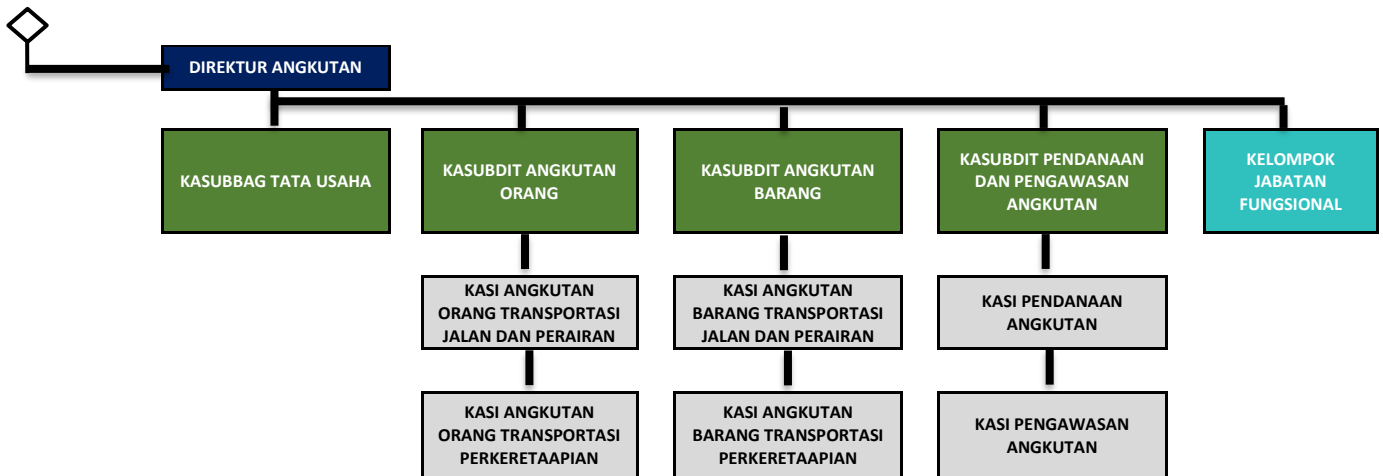 DIREKTUR ANGKUTAN
KASUBBAG TATA USAHA
KASUBDIT ANGKUTAN
ORANG
KASUBDIT ANGKUTAN
BARANG
KASUBDIT PENDANAAN
DAN PENGAWASAN
ANGKUTAN
KELOMPOK
JABATAN
FUNGSIONAL
KASI ANGKUTAN
ORANG TRANSPORTASI
JALAN DAN PERAIRAN
KASI ANGKUTAN
BARANG TRANSPORTASI
JALAN DAN PERAIRAN
KASI PENDANAAN
ANGKUTAN
KASI ANGKUTAN
ORANG TRANSPORTASI
PERKERETAAPIAN
KASI ANGKUTAN
BARANG TRANSPORTASI
PERKERETAAPIAN
KASI PENGAWASAN
ANGKUTAN